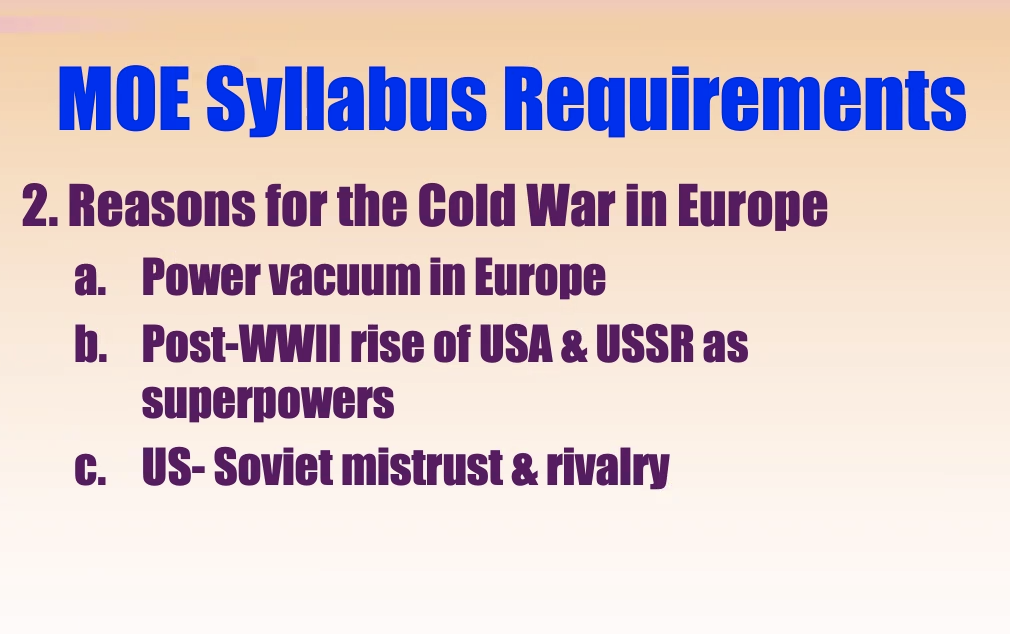 MOE Syllabus Requirements
2. Reasons for the Cold War in Europe
a. Power vacuum in Europe
b. Post-WWII rise of USA & USSR as
superpowers
c. US- Soviet mistrust & rivalry